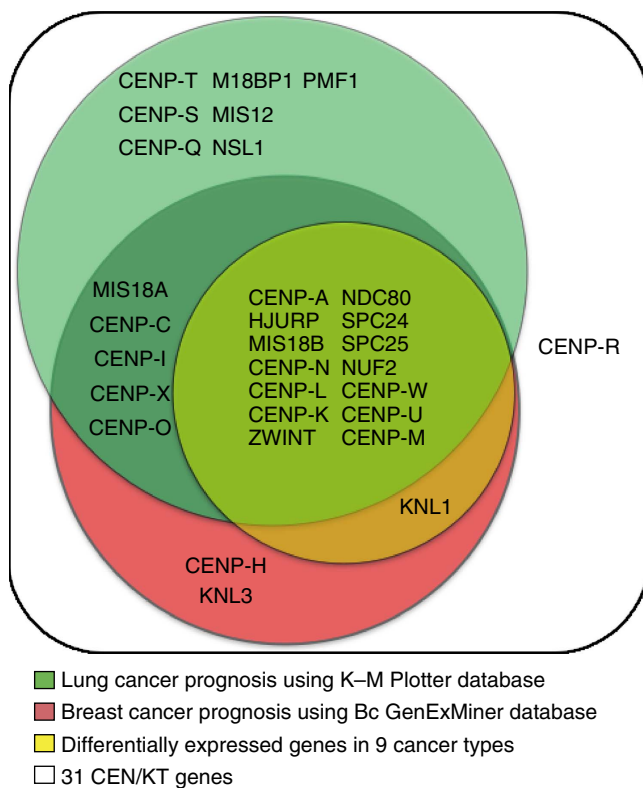 CENP-T M18BP1 PMF1
CENP-S MIS12
CENP-Q NSL1
MIS18A
CENP-C
CENP-I
CENP-X
CENP-O
CENP-A NDC80
HJURP SPC24
MIS18B SPC25
CENP-N NUF2
CENP-L CENP-W
CENP-K CENP-U
ZWINT CENP-M
CENP-R
KNL1
CENP-H
KNL3
Lung cancer prognosis using K–M Plotter database
Breast cancer prognosis using Bc GenExMiner database
Differentially expressed genes in 9 cancer types
31 CEN/KT genes